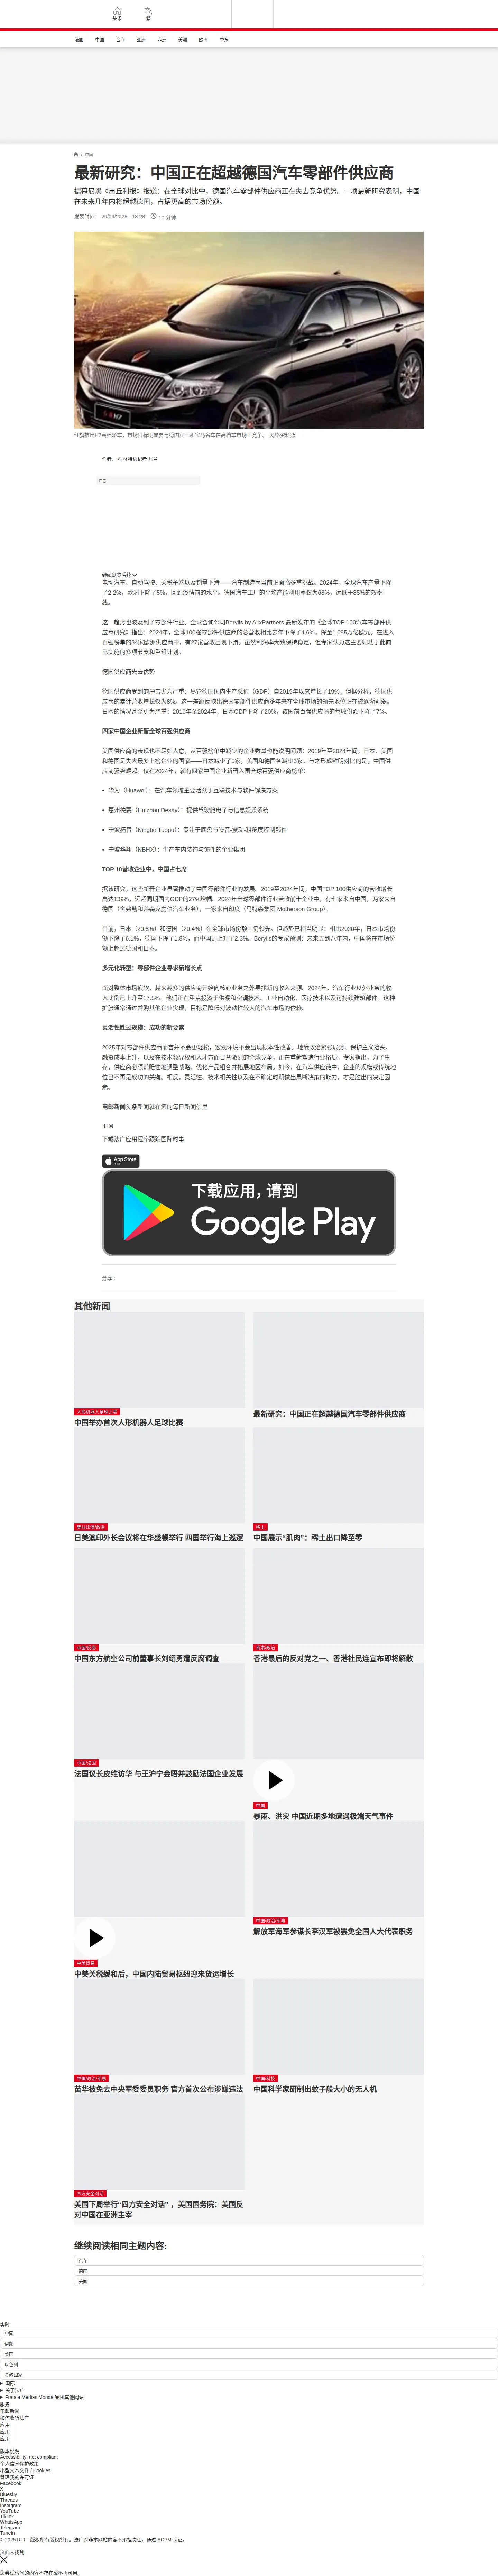 头条
繁
法国
中国
台海
亚洲
非洲
美洲
欧洲
中东
/ 法国
最新研究：中国正在超越德国汽车零部件供应商
据慕尼黑《墨丘利报》报道：在全球对比中，德国汽车零部件供应商正在失去竞争优势。一项最新研究表明，中国
在未来几年内将超越德国，占据更高的市场份额。
发表时间： 29/06/2025 - 18:28
10 分钟
红旗推出H7高档轿车，市场目标明显要与德国宾士和宝马名车在高档车市场上竞争。 网络资料照
作者： 柏林特约记者 丹兰
广告
继续浏览后续
电动汽车、自动驾驶、关税争端以及销量下滑——汽车制造商当前正面临多重挑战。2024年，全球汽车产量下降
了2.2%，欧洲下降了5%，回到疫情前的水平。德国汽车工厂的平均产能利用率仅为68%，远低于85%的效率
线。
这一趋势也波及到了零部件行业。全球咨询公司Berylls by AlixPartners 最新发布的《全球TOP 100汽车零部件供
应商研究》指出：2024年，全球100强零部件供应商的总营收相比去年下降了4.6%，降至1.085万亿欧元。在进入
百强榜单的34家欧洲供应商中，有27家营收出现下滑。虽然利润率大致保持稳定，但专家认为这主要归功于此前
已实施的多项节支和重组计划。
德国供应商失去优势
德国供应商受到的冲击尤为严重：尽管德国国内生产总值（GDP）自2019年以来增长了19%，但据分析，德国供
应商的累计营收增长仅为8%。这一差距反映出德国零部件供应商多年来在全球市场的领先地位正在被逐渐削弱。
日本的情况甚至更为严重：2019年至2024年，日本GDP下降了20%，该国前百强供应商的营收份额下降了7%。
四家中国企业新晋全球百强供应商
美国供应商的表现也不尽如人意，从百强榜单中减少的企业数量也能说明问题：2019年至2024年间，日本、美国
和德国是失去最多上榜企业的国家——日本减少了5家，美国和德国各减少3家。与之形成鲜明对比的是，中国供
应商强势崛起。仅在2024年，就有四家中国企业新晋入围全球百强供应商榜单：
• 华为（Huawei）：在汽车领域主要活跃于互联技术与软件解决方案
• 惠州德赛（Huizhou Desay）：提供驾驶舱电子与信息娱乐系统
• 宁波拓普（Ningbo Tuopu）：专注于底盘与噪音-震动-粗糙度控制部件
• 宁波华翔（NBHX）：生产车内装饰与饰件的企业集团
TOP 10营收企业中，中国占七席
据该研究，这些新晋企业显著推动了中国零部件行业的发展。2019至2024年间，中国TOP 100供应商的营收增长
高达139%，远超同期国内GDP的27%增幅。2024年全球零部件行业营收前十企业中，有七家来自中国，两家来自
德国（舍弗勒和蒂森克虏伯汽车业务），一家来自印度（马特森集团 Motherson Group）。
目前，日本（20.8%）和德国（20.4%）在全球市场份额中仍领先。但趋势已相当明显：相比2020年，日本市场份
额下降了6.1%，德国下降了1.8%，而中国则上升了2.3%。Berylls的专家预测：未来五到八年内，中国将在市场份
额上超过德国和日本。
多元化转型：零部件企业寻求新增长点
面对整体市场疲软，越来越多的供应商开始向核心业务之外寻找新的收入来源。2024年，汽车行业以外业务的收
入比例已上升至17.5%。他们正在重点投资于供暖和空调技术、工业自动化、医疗技术以及可持续建筑部件。这种
扩张通常通过并购其他企业实现，目标是降低对波动性较大的汽车市场的依赖。
灵活性胜过规模：成功的新要素
2025年对零部件供应商而言并不会更轻松，宏观环境不会出现根本性改善。地缘政治紧张局势、保护主义抬头、
融资成本上升，以及在技术领导权和人才方面日益激烈的全球竞争，正在重新塑造行业格局。专家指出，为了生
存，供应商必须前瞻性地调整战略、优化产品组合并拓展地区布局。如今，在汽车供应链中，企业的规模或传统地
位已不再是成功的关键。相反，灵活性、技术相关性以及在不确定时期做出果断决策的能力，才是胜出的决定因
素。
电邮新闻头条新闻就在您的每日新闻信里
订阅
下载法广应用程序跟踪国际时事
App Store
下载应用，请到
Google Play
分享 :
其他新闻
人形机器人足球比赛
中国举办首次人形机器人足球比赛
最新研究：中国正在超越德国汽车零部件供应商
美日印澳/政治
日美澳印外长会议将在华盛顿举行 四国举行海上巡逻
稀土
中国展示“肌肉”：稀土出口降至零
中国/反腐
中国东方航空公司前董事长刘绍勇遭反腐调查
香港/政治
香港最后的反对党之一、香港社民连宣布即将解散
中国/法国
法国议长皮维访华 与王沪宁会晤并鼓励法国企业发展
中国
暴雨、洪灾 中国近期多地遭遇极端天气事件
中美贸易
中美关税缓和后，中国内陆贸易枢纽迎来货运增长
中国/政治/军事
解放军海军参谋长李汉军被罢免全国人大代表职务
中国/政治/军事
苗华被免去中央军委委员职务 官方首次公布涉嫌违法
中国/科技
中国科学家研制出蚊子般大小的无人机
四方安全对话
美国下周举行“四方安全对话” ，美国国务院：美国反
对中国在亚洲主宰
继续阅读相同主题内容:
汽车
德国
美国
实时
中国
伊朗
美国
以色列
金砖国家
国际
关于法广
France Médias Monde 集团其他网站
服务
电邮新闻
如何收听法广
应用
应用
应用
版本说明
Accessibility: not compliant
个人信息保护政策
小型文本文件 / Cookies
管理我的许可证
Facebook
X
Bluesky
Threads
Instagram
YouTube
TikTok
WhatsApp
Telegram
TuneIn
© 2025 RFI – 版权所有版权所有。法广对非本网站内容不承担责任。通过 ACPM 认证。
页面未找到
您尝试访问的内容不存在或不再可用。